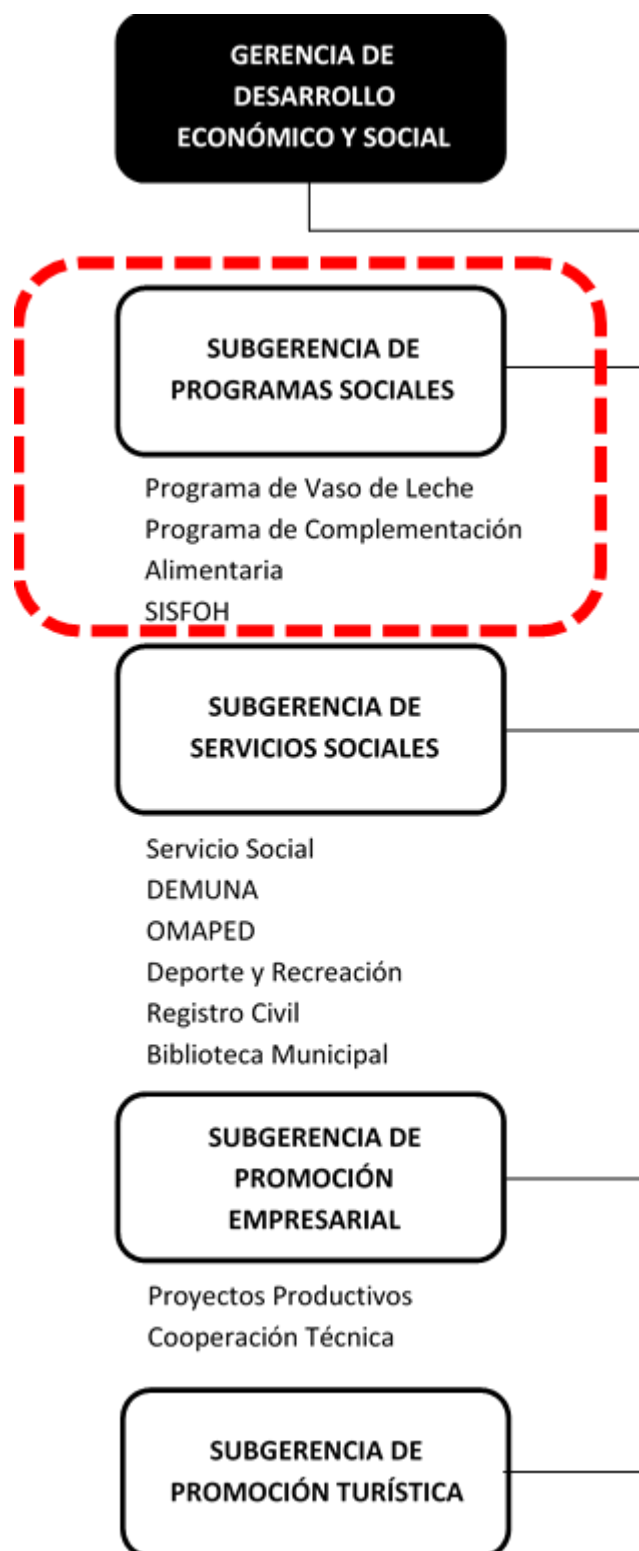 GERENCIA DE
DESARROLLO
ECONÓMICO Y SOCIAL
SUBGERENCIA DE
PROGRAMAS SOCIALES
Programa de Vaso de Leche
Programa de Complementación
Alimentaria
SISFOH
SUBGERENCIA DE
SERVICIOS SOCIALES
Servicio Social
DEMUNA
OMAPED
Deporte y Recreación
Registro Civil
Biblioteca Municipal
SUBGERENCIA DE
PROMOCIÓN
EMPRESARIAL
Proyectos Productivos
Cooperación Técnica
SUBGERENCIA DE
PROMOCIÓN TURÍSTICA